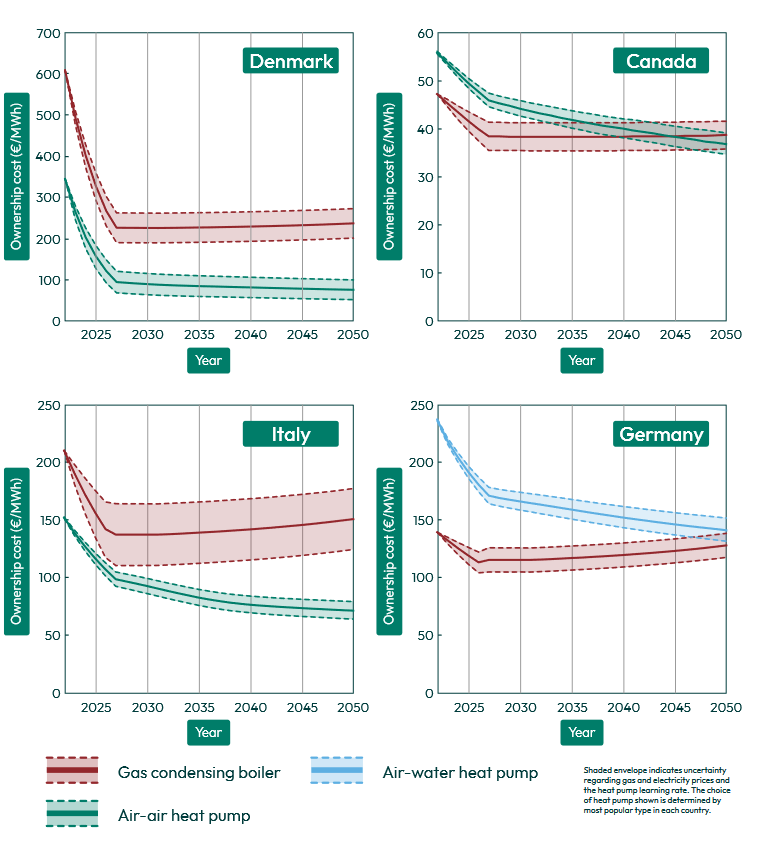 Denmark
Ownership cost (€/MWh)
700
600
500
400
300
200
100
0
2025 2030 2035 2040 2045 2050
Year
Canada
Ownership cost (€/MWh)
60
50
40
30
20
10
0
2025 2030 2035 2040 2045 2050
Year
Italy
Ownership cost (€/MWh)
250
200
150
100
50
0
2025 2030 2035 2040 2045 2050
Year
Germany
Ownership cost (€/MWh)
250
200
150
100
50
0
2025 2030 2035 2040 2045 2050
Year
Gas condensing boiler
Air-water heat pump
Air-air heat pump
Shaded envelope indicates uncertainty
regarding gas and electricity prices and
the heat pump learning rate. The choice
of heat pump shown is determined by
most popular type in each country.